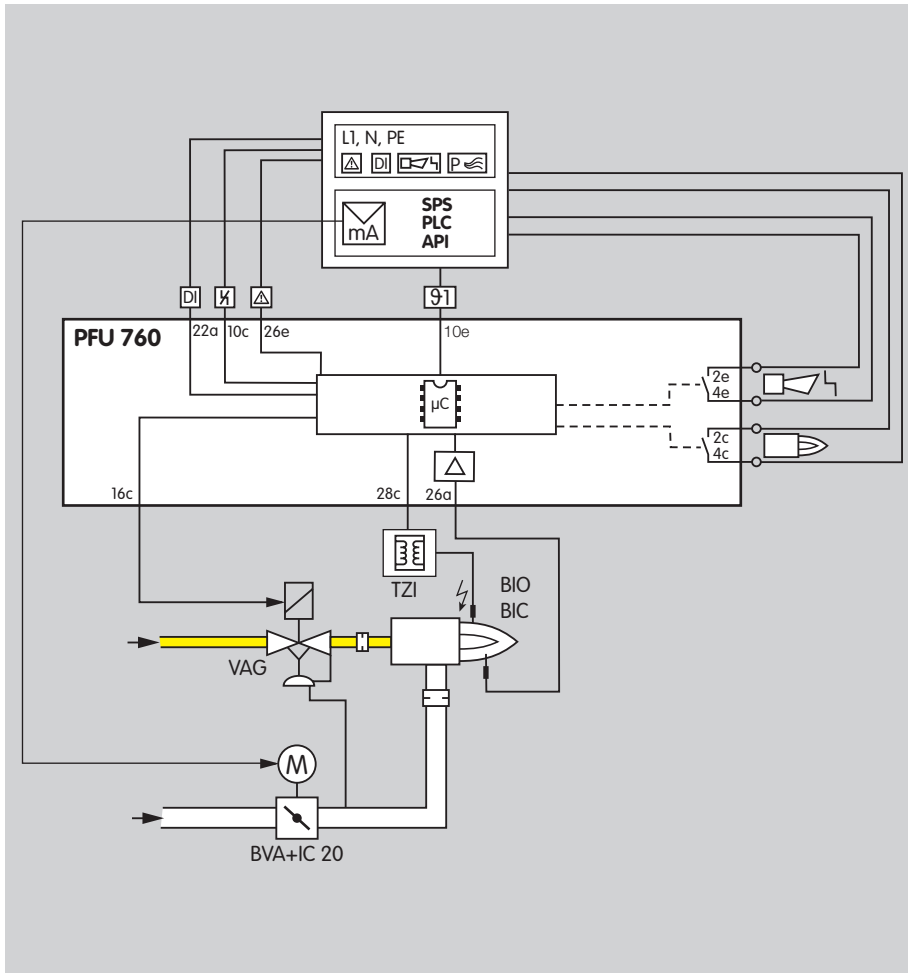 L1, N, PE
DI
P
mA
SPS
PLC
API
DI
ϑ1
PFU 760
22a
10c
26e
10e
µC
2e
4e
2c
4c
16c
28c
26a
TZI
BIO
BIC
VAG
M
BVA+IC 20